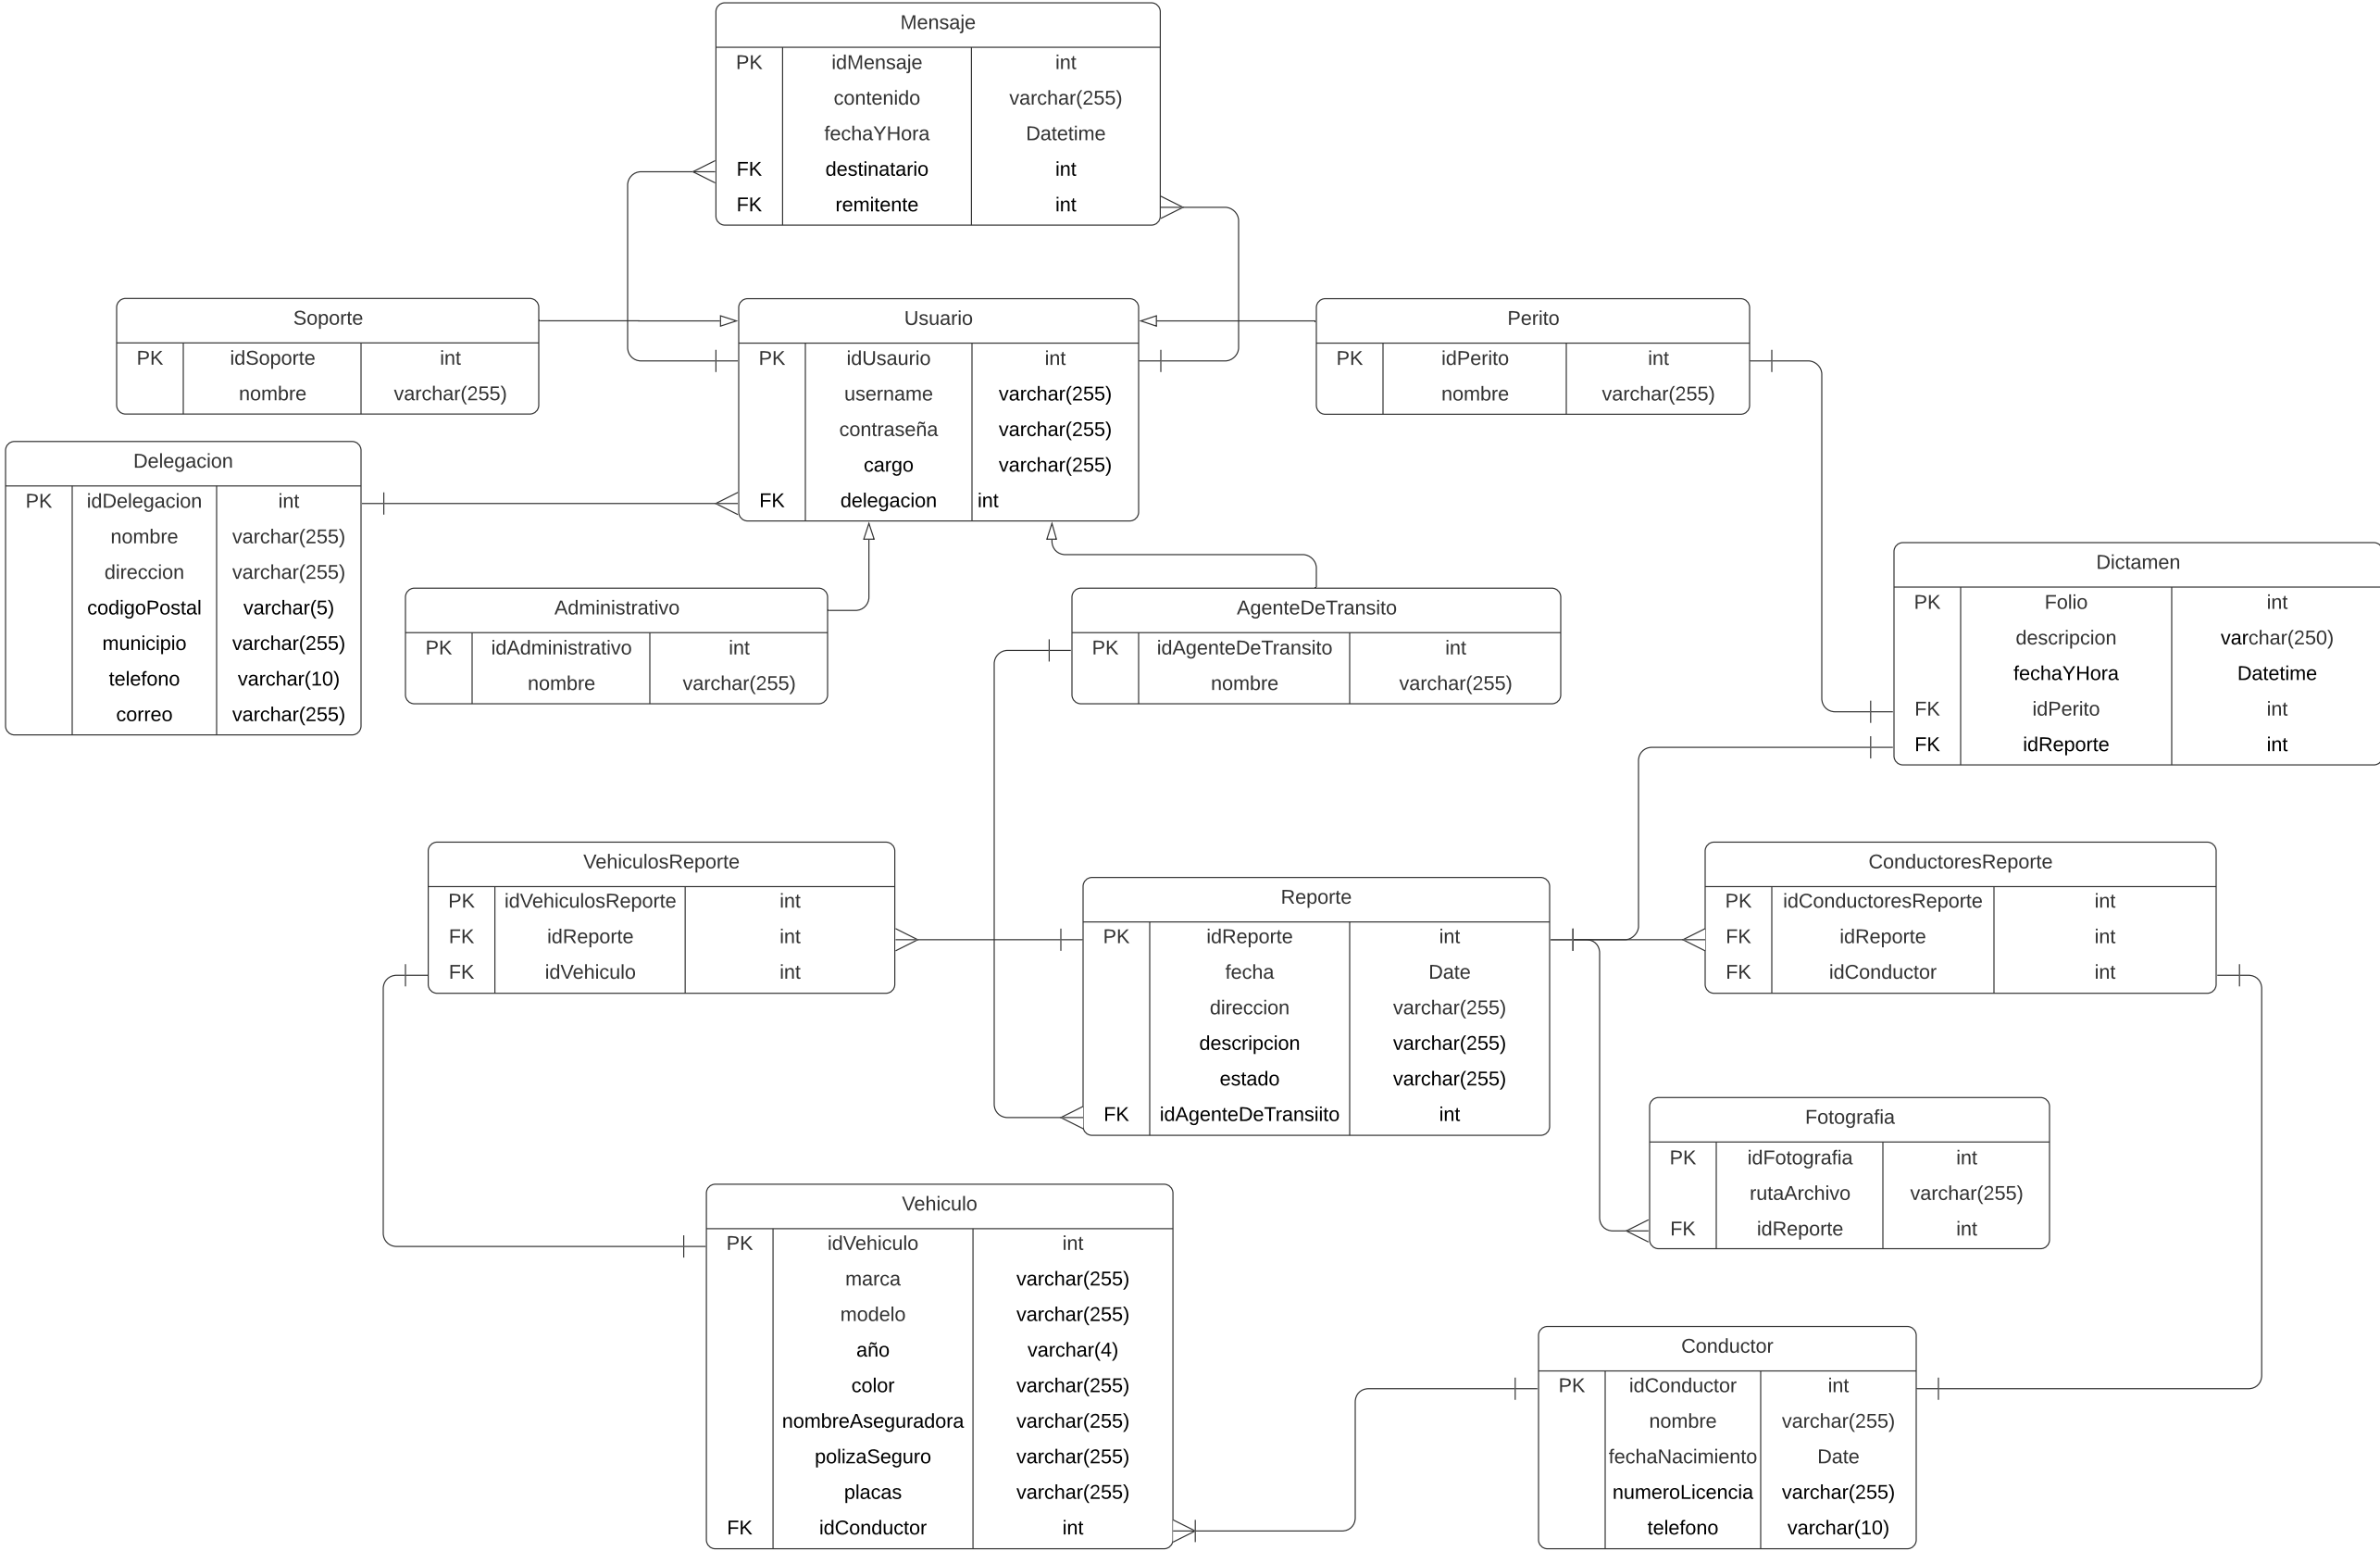 Mensaje
PK idMensaje int
contenido varchar(255)
fechaYHora Datetime
FK destinatario int
FK remitente int
Soporte
PK idSoporte int
nombre varchar(255)
Usuario
PK idUsaurio int
username varchar(255)
contraseña varchar(255)
cargo varchar(255)
FK delegacion int
Perito
PK idPerito int
nombre varchar(255)
Delegacion
PK idDelegacion int
nombre varchar(255)
direccion varchar(255)
codigoPostal varchar(5)
municipio varchar(255)
telefono varchar(10)
correo varchar(255)
Administrativo
PK idAdministrativo int
nombre varchar(255)
AgenteDeTransito
PK idAgenteDeTransito int
nombre varchar(255)
Dictamen
PK Folio int
descripcion varchar(250)
fechaYHora Datetime
FK idPerito int
FK idReporte int
VehiculosReporte
PK idVehiculosReporte int
FK idReporte int
FK idVehiculo int
Reporte
PK idReporte int
fecha Date
direccion varchar(255)
descripcion varchar(255)
estado varchar(255)
FK idAgenteDeTransiito int
ConductoresReporte
PK idConductoresReporte int
FK idReporte int
FK idConductor int
Fotografia
PK idFotografia int
rutaArchivo varchar(255)
FK idReporte int
Vehiculo
PK idVehiculo int
marca varchar(255)
modelo varchar(255)
año varchar(4)
color varchar(255)
nombreAseguradora varchar(255)
polizaSeguro varchar(255)
placas varchar(255)
FK idConductor int
Conductor
PK idConductor int
nombre varchar(255)
fechaNacimiento Date
numeroLicencia varchar(255)
telefono varchar(10)